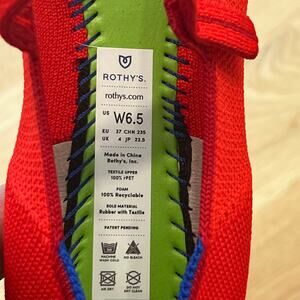 ROTHY'S.
rothys.com
US W6.5
EU 37 CHN 235
UK 4 JP 23.5
Made in China
Rothy's, Inc.
TEXTILE UPPER
100% rPET
FOAM
100% Recyclable
SOLE MATERIAL
Rubber with Textile
PATENT PENDING
MACHINE WASH COLD
NO BLEACH
AIR DRY
DO NOT DRY CLEAN